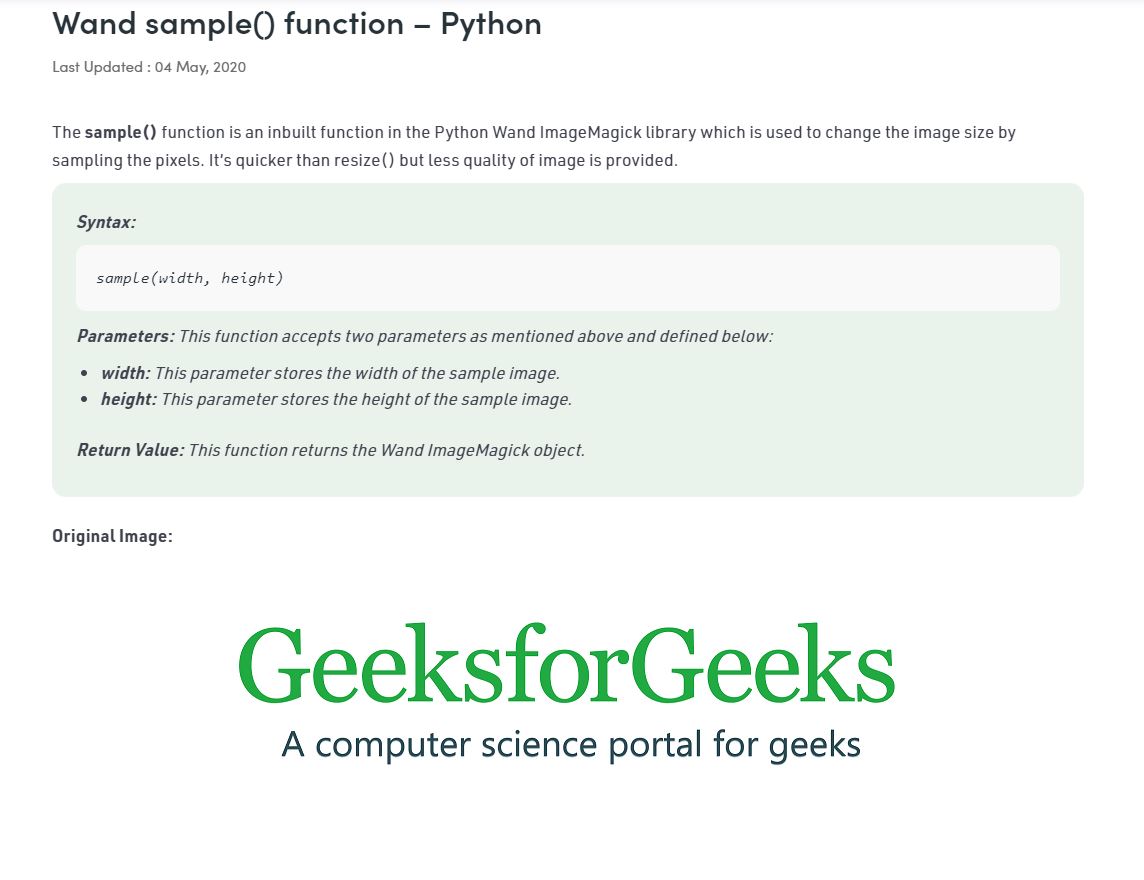 Wand sample() function – Python
Last Updated : 04 May, 2020
The sample() function is an inbuilt function in the Python Wand ImageMagick library which is used to change the image size by
sampling the pixels. It’s quicker than resize() but less quality of image is provided.
Syntax:
sample(width, height)
Parameters: This function accepts two parameters as mentioned above and defined below:
• width: This parameter stores the width of the sample image.
• height: This parameter stores the height of the sample image.
Return Value: This function returns the Wand ImageMagick object.
Original Image:
GeeksforGeeks
A computer science portal for geeks